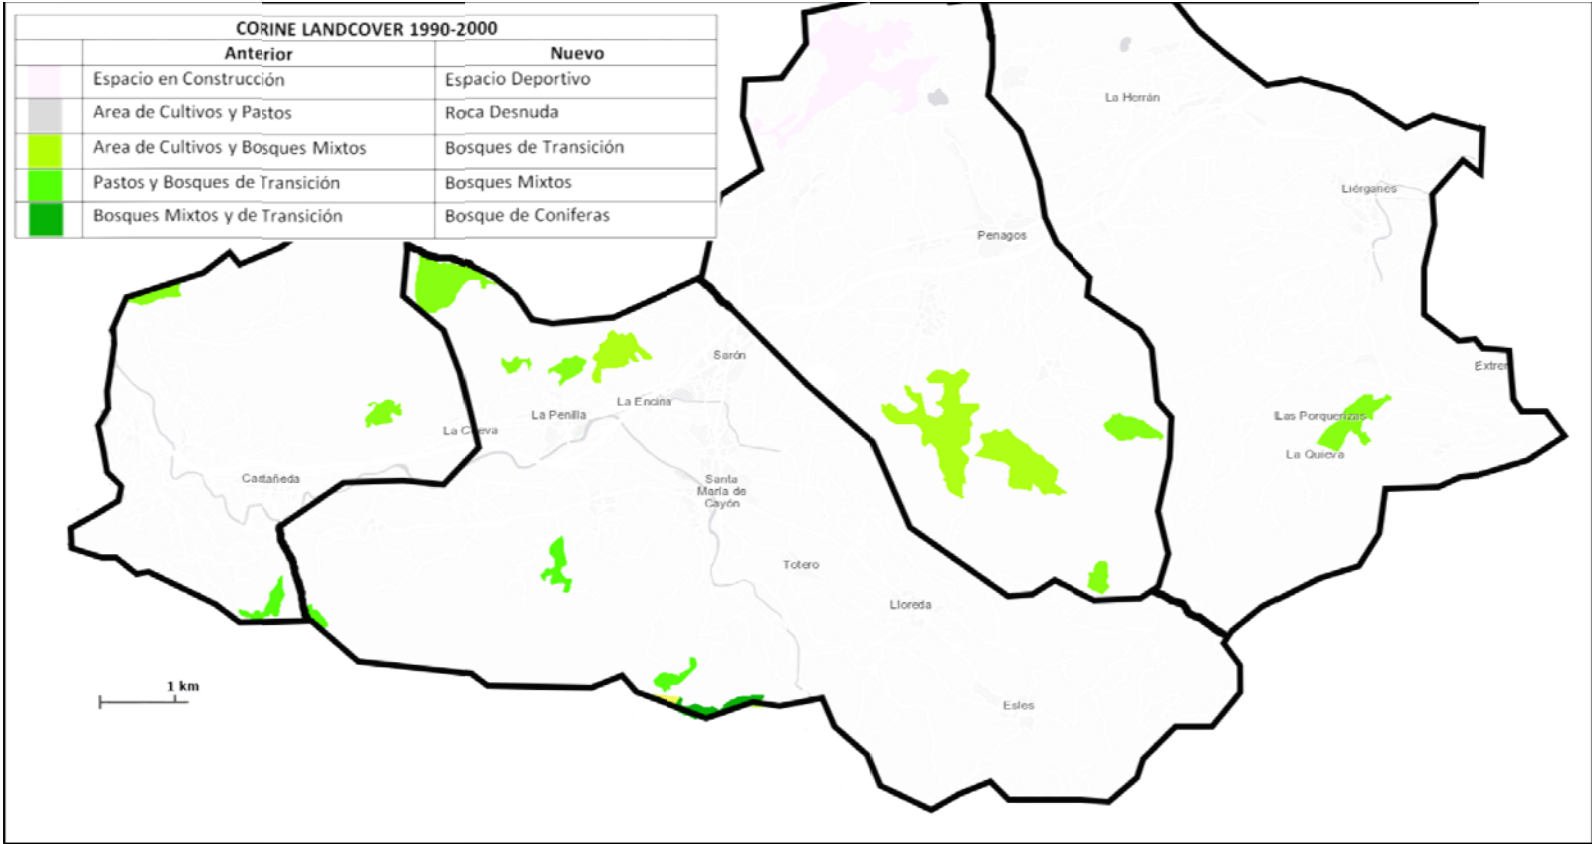 CORINE LANDCOVER 1990-2000
Anterior Nuevo
Espacio en Construcción Espacio Deportivo
Area de Cultivos y Pastos Roca Desnuda
Area de Cultivos y Bosques Mixtos Bosques de Transición
Pastos y Bosques de Transición Bosques Mixtos
Bosques Mixtos y de Transición Bosque de Coniferas
La Herrán
Liérganes
Penagos
Sarón
Extrer
La Encina
La Penilla
Las Porquerizas
La Cueva
La Quieva
Castañeda
Santa
María de
Cayón
Totero
Lloreda
1 km
Esles